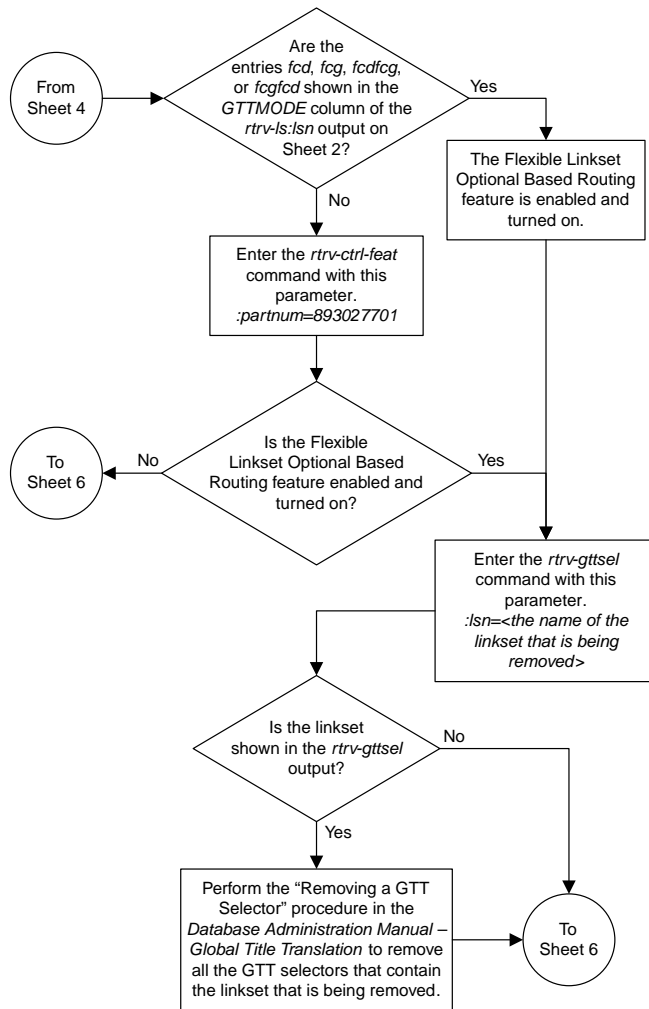 From
Sheet 4
Are the
entries fcd, fcg, fcdfcg,
or fcgfcd shown in the
GTTMODE column of the
rtrv-ls:lsn output on
Sheet 2?
Yes
The Flexible Linkset
Optional Based Routing
feature is enabled and
turned on.
No
Enter the rtrv-ctrl-feat
command with this
parameter.
:partnum=893027701
Is the Flexible
Linkset Optional Based
Routing feature enabled and
turned on?
No
To
Sheet 6
Yes
Enter the rtrv-gttsel
command with this
parameter.
:lsn=<the name of the
linkset that is being
removed>
Is the linkset
shown in the rtrv-gttsel
output?
No
Yes
Perform the “Removing a GTT
Selector” procedure in the
Database Administration Manual –
Global Title Translation to remove
all the GTT selectors that contain
the linkset that is being removed.
To
Sheet 6